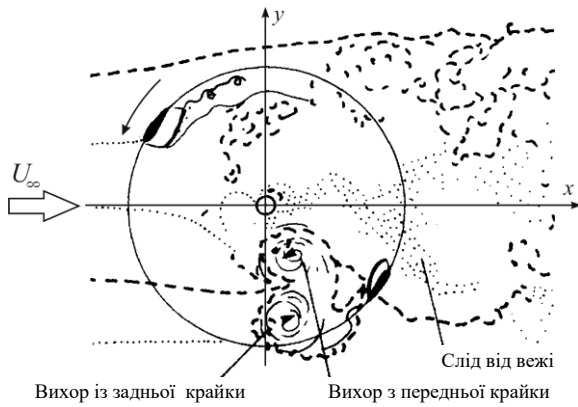 y
U∞
x
Слід від вежі
Вихор із задньої крайки
Вихор з передньої крайки